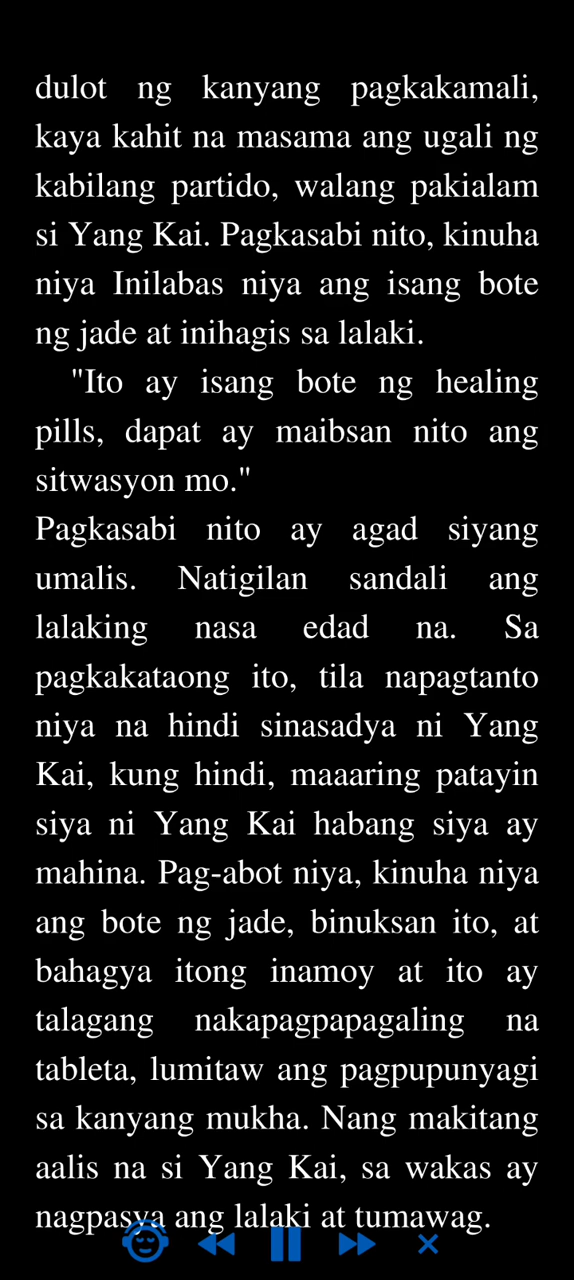 dulot ng kanyang pagkakamali,
kaya kahit na masama ang ugali ng
kabilang partido, walang pakialam
si Yang Kai. Pagkasabi nito, kinuha
niya Inilabas niya ang isang bote
ng jade at inihagis sa lalaki.
"Ito ay isang bote ng healing
pills, dapat ay maibsan nito ang
sitwasyon mo."
Pagkasabi nito ay agad siyang
umalis. Natigilan sandali ang
lalaking nasa edad na. Sa
pagkakataong ito, tila napagtanto
niya na hindi sinasadya ni Yang
Kai, kung hindi, maaaring patayin
siya ni Yang Kai habang siya ay
mahina. Pag-abot niya, kinuha niya
ang bote ng jade, binuksan ito, at
bahagya itong inamoy at ito ay
talagang nakapagpapagaling na
tableta, lumitaw ang pagpupunyagi
sa kanyang mukha. Nang makitang
aalis na si Yang Kai, sa wakas ay
nagpasya ang lalaki at tumawag.